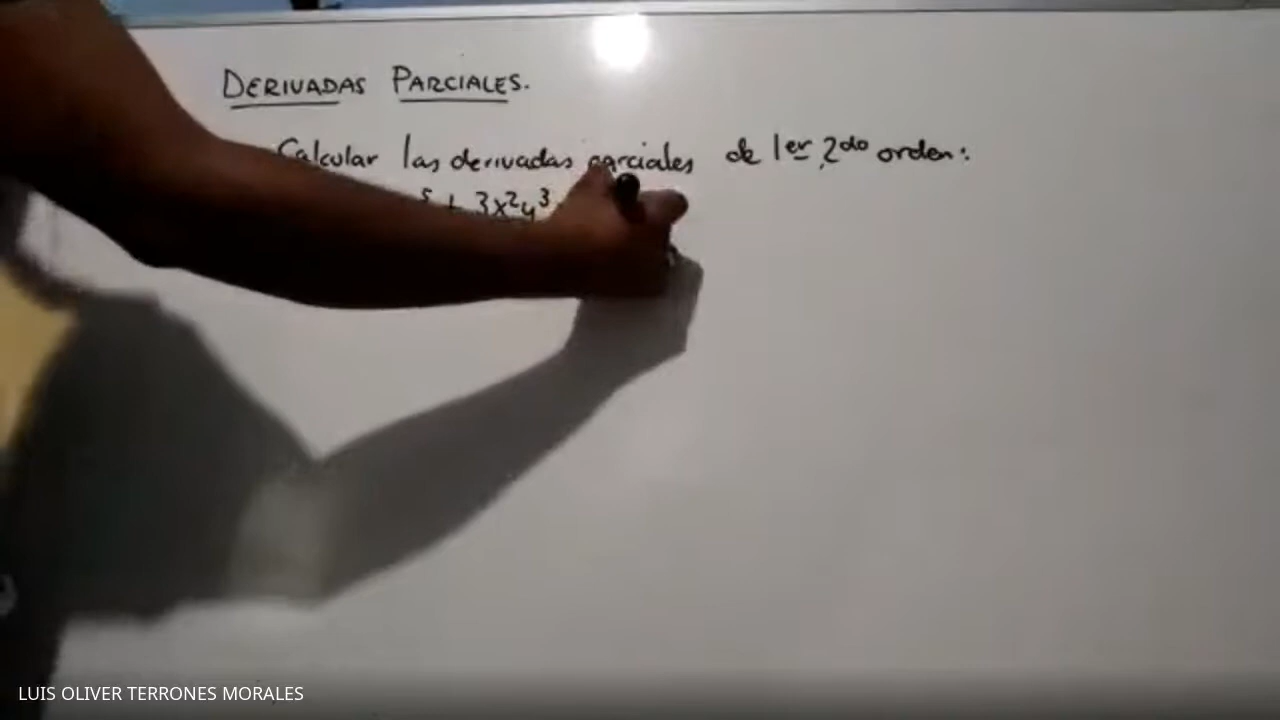 DERIVADAS PARCIALES.
Calcular las derivadas parciales de 1er, 2do orden:
5 + 3x²y³
LUIS OLIVER TERRONES MORALES